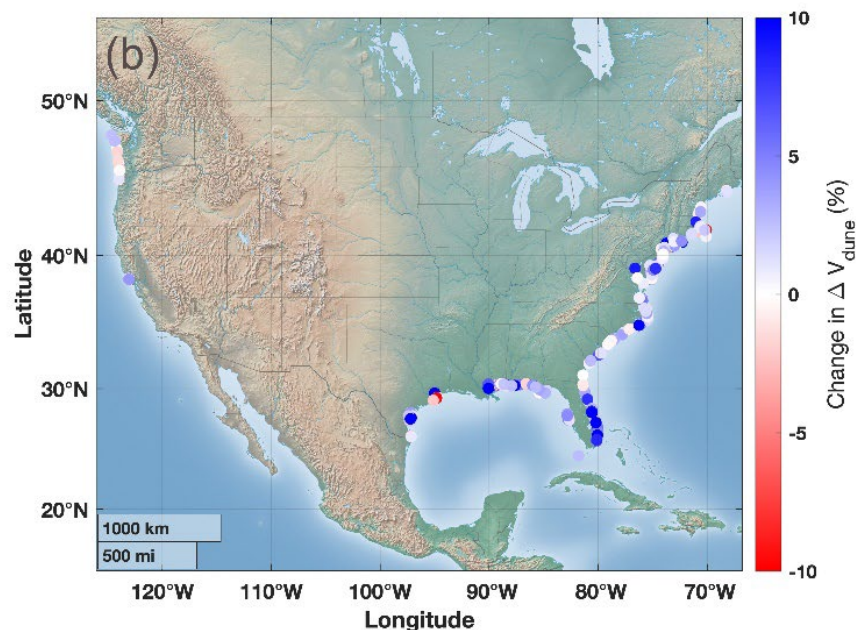 (b)
50°N
40°N
30°N
20°N
Latitude
1000 km
500 mi
120°W 110°W 100°W 90°W 80°W 70°W
Longitude
10
5
0
-5
-10
Change in Δ V_dune (%)